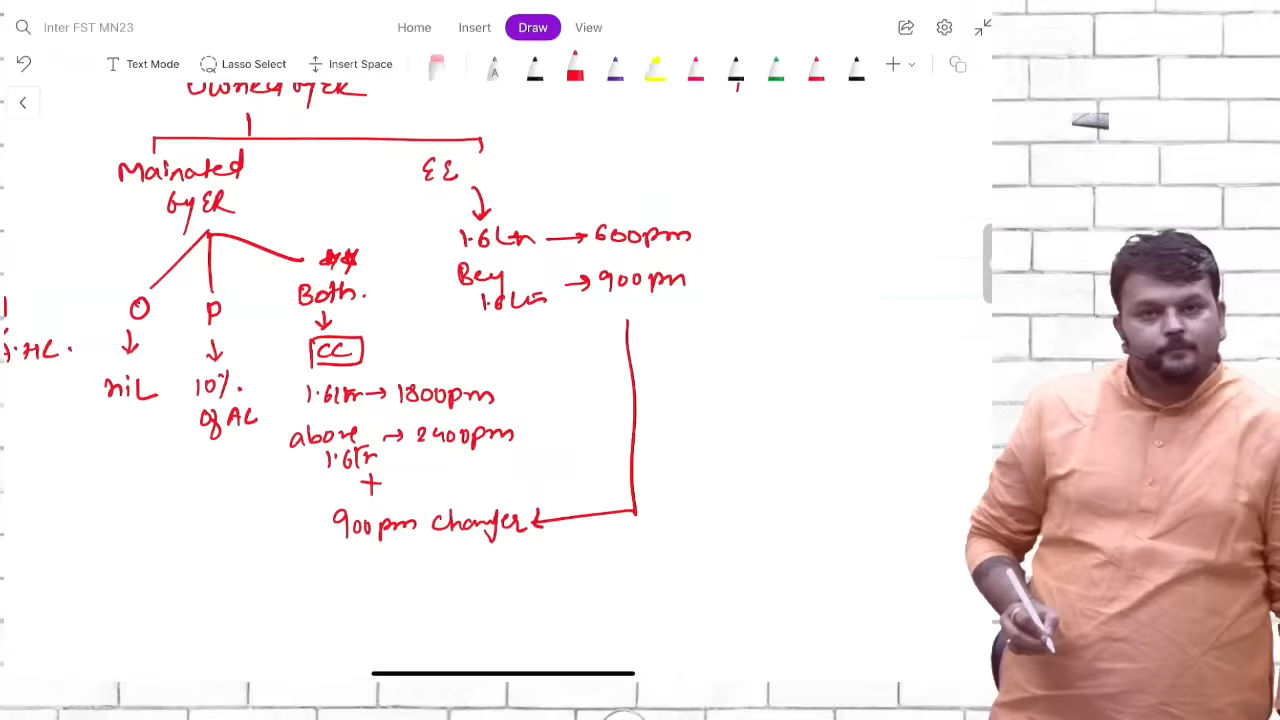 Inter FST MN23
Home Insert Draw View
Text Mode Lasso Select Insert Space
owned by ER
Mainated
by ER
EE
1.6 Ltr → 600pm
Bey
1.6 Ltr → 900pm
O
P
Both.
CC
nil
10%.
of AC
1.6 Ltr → 1800pm
above
1.6 Ltr → 2400pm
+
900pm